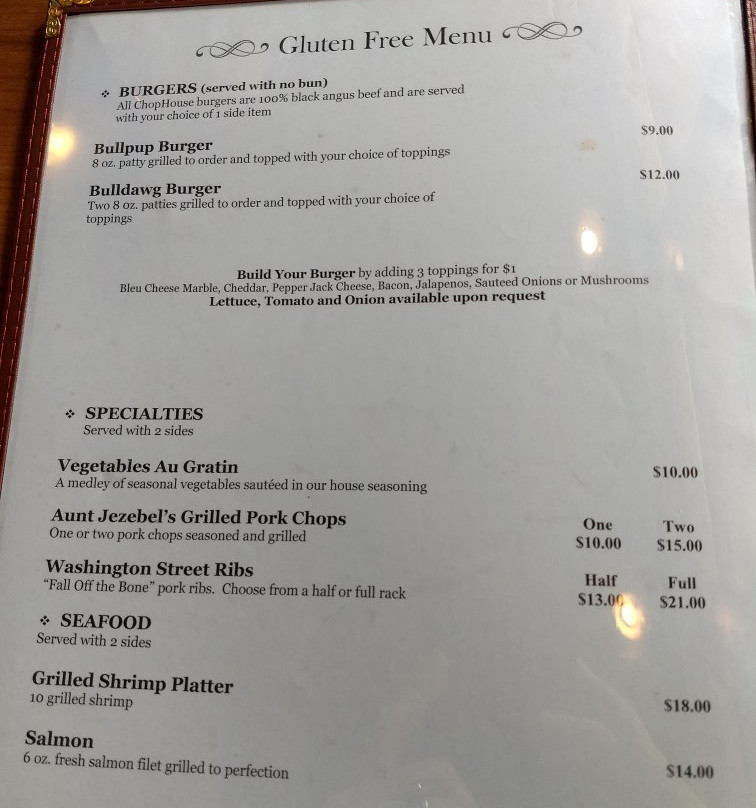 Gluten Free Menu
❖ BURGERS (served with no bun)
All ChopHouse burgers are 100% black angus beef and are served
with your choice of 1 side item
Bullpup Burger $9.00
8 oz. patty grilled to order and topped with your choice of toppings
Bulldawg Burger $12.00
Two 8 oz. patties grilled to order and topped with your choice of
toppings
Build Your Burger by adding 3 toppings for $1
Bleu Cheese Marble, Cheddar, Pepper Jack Cheese, Bacon, Jalapenos, Sauteed Onions or Mushrooms
Lettuce, Tomato and Onion available upon request
❖ SPECIALTIES
Served with 2 sides
Vegetables Au Gratin $10.00
A medley of seasonal vegetables sautéed in our house seasoning
Aunt Jezebel's Grilled Pork Chops One Two
One or two pork chops seasoned and grilled $10.00 $15.00
Washington Street Ribs Half Full
"Fall Off the Bone" pork ribs. Choose from a half or full rack $13.00 $21.00
❖ SEAFOOD
Served with 2 sides
Grilled Shrimp Platter
10 grilled shrimp $18.00
Salmon
6 oz. fresh salmon filet grilled to perfection $14.00